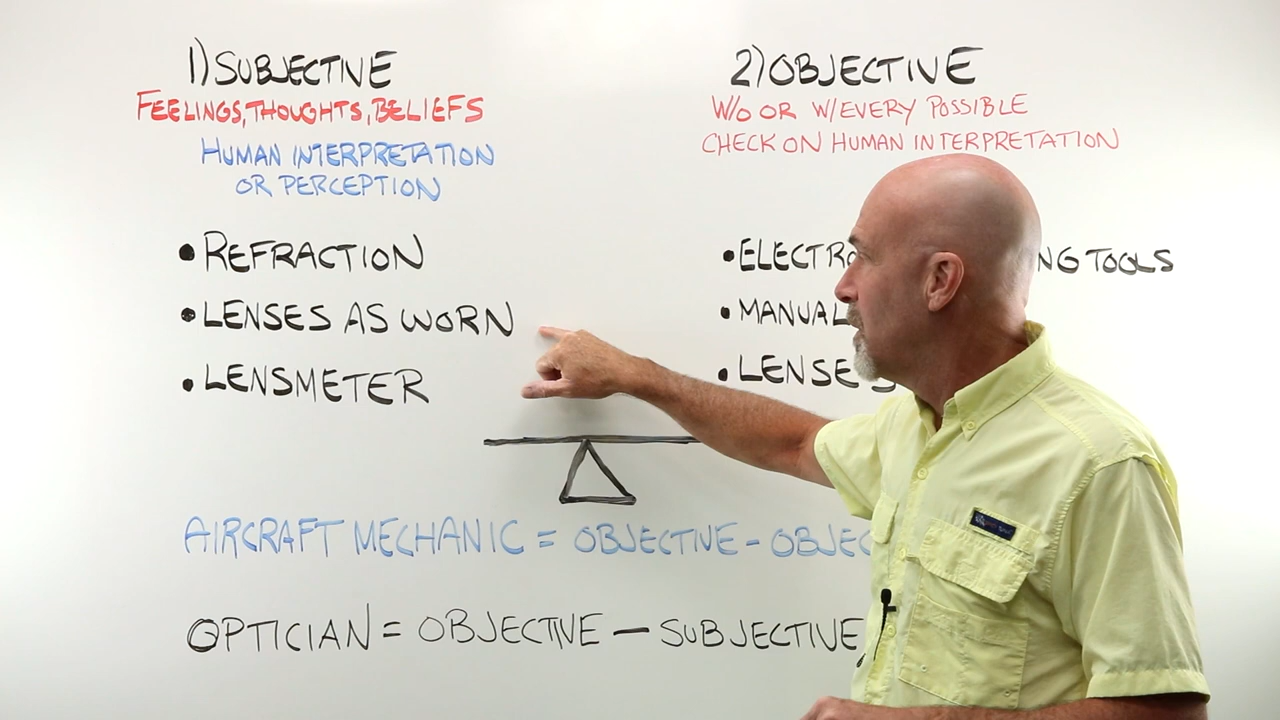 1) SUBJECTIVE
FEELINGS, THOUGHTS, BELIEFS
HUMAN INTERPRETATION
OR PERCEPTION
• REFRACTION
• LENSES AS WORN
• LENSMETER
2) OBJECTIVE
W/O OR W/EVERY POSSIBLE
CHECK ON HUMAN INTERPRETATION
TOOLS
• MANUAL
AIRCRAFT MECHANIC = OBJECTIVE -
OPTICIAN = OBJECTIVE — SUBJECTIVE